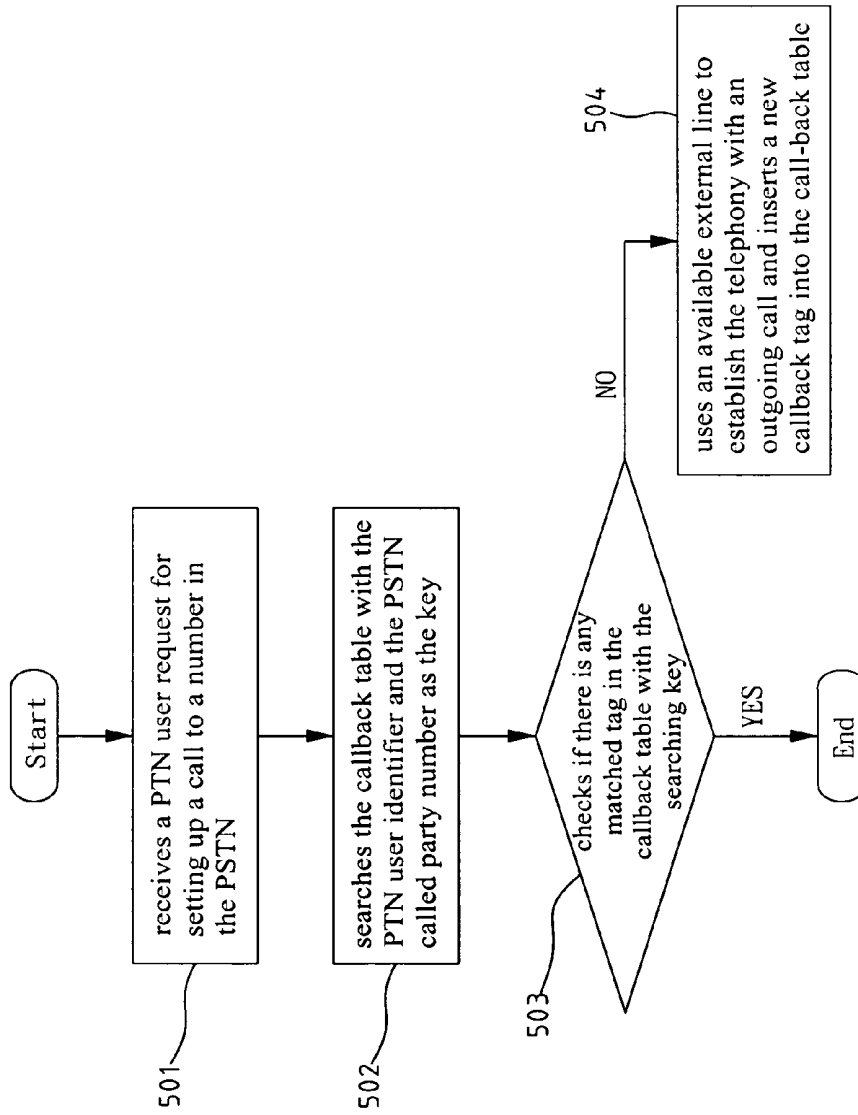 Start
501
receives a PTN user request for
setting up a call to a number in
the PSTN
502
searches the callback table with the
PTN user identifier and the PSTN
called party number as the key
503
checks if there is any
matched tag in the
callback table with the
searching key
NO
504
uses an available external line to
establish the telephony with an
outgoing call and inserts a new
callback tag into the call-back table
YES
End